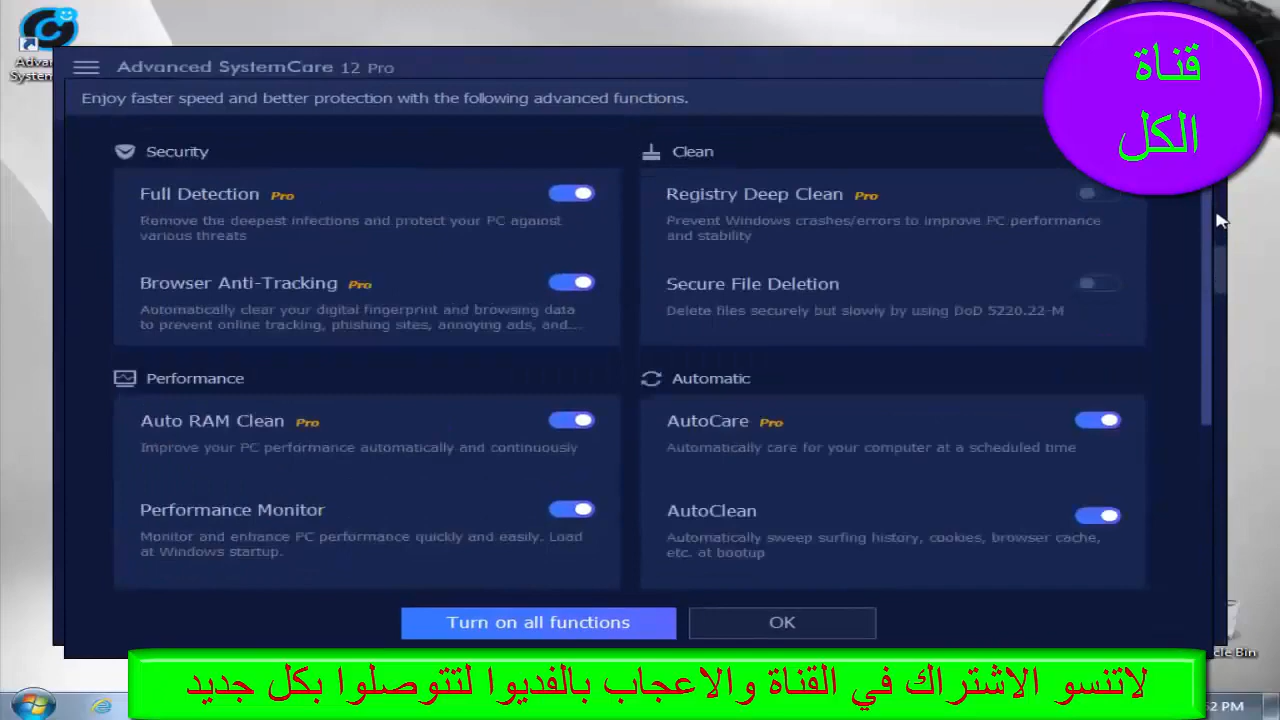 Advanced SystemCare 12 Pro
قناة
الكل
Enjoy faster speed and better protection with the following advanced functions.
Security
Full Detection Pro
Remove the deepest infections and protect your PC against
various threats
Browser Anti-Tracking Pro
Automatically clear your digital fingerprint and browsing data
to prevent online tracking, phishing sites, annoying ads, and...
Clean
Registry Deep Clean Pro
Prevent Windows crashes/errors to improve PC performance
and stability
Secure File Deletion
Delete files securely but slowly by using DoD 5220.22-M
Performance
Auto RAM Clean Pro
Improve your PC performance automatically and continuously
Performance Monitor
Monitor and enhance PC performance quickly and easily. Load
at Windows startup.
Automatic
AutoCare Pro
Automatically care for your computer at a scheduled time
AutoClean
Automatically sweep surfing history, cookies, browser cache,
etc. at bootup
Turn on all functions
OK
Bin
لاتنسو الاشتراك في القناة والاعجاب بالفديوا لتتوصلوا بكل جديد
PM